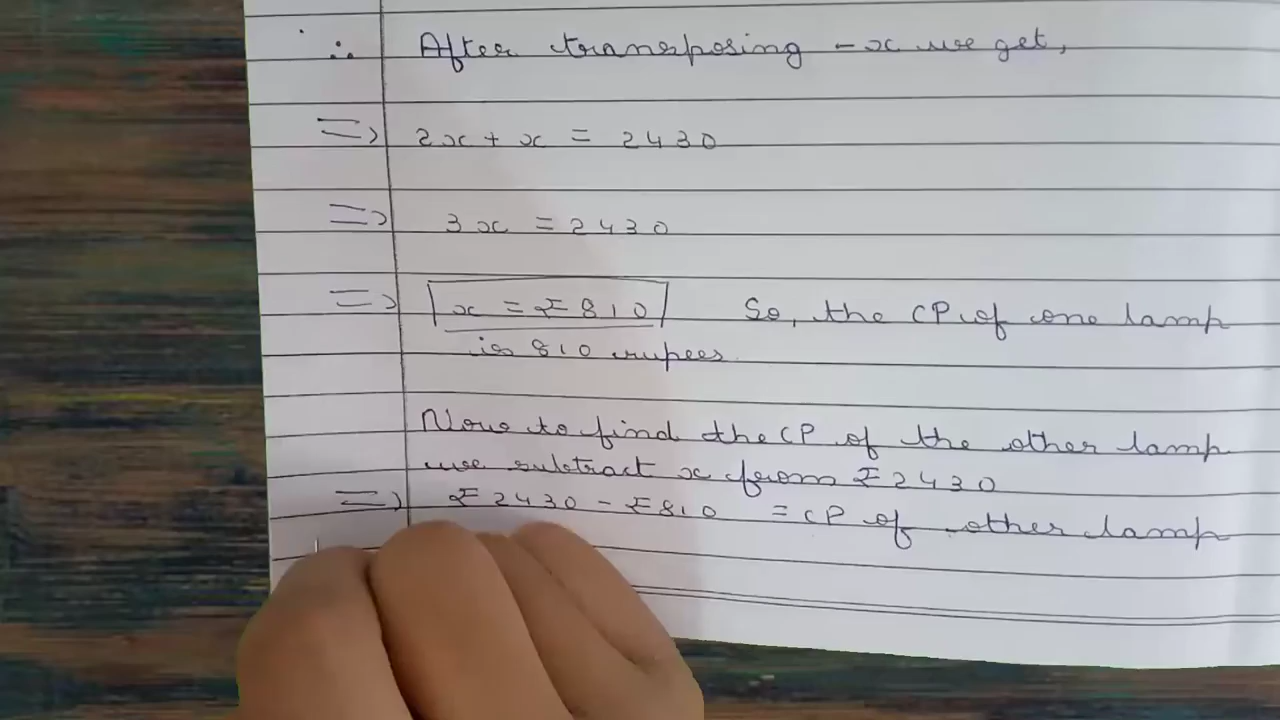 ∴ After transposing -x we get,
=> 2x + x = 2430
=> 3x = 2430
=> x = ₹810 So, the CP of one lamp
is 810 rupees.
Now to find the CP of the other lamp
we subtract x from ₹2430
=> ₹2430 - ₹810 = CP of other lamp